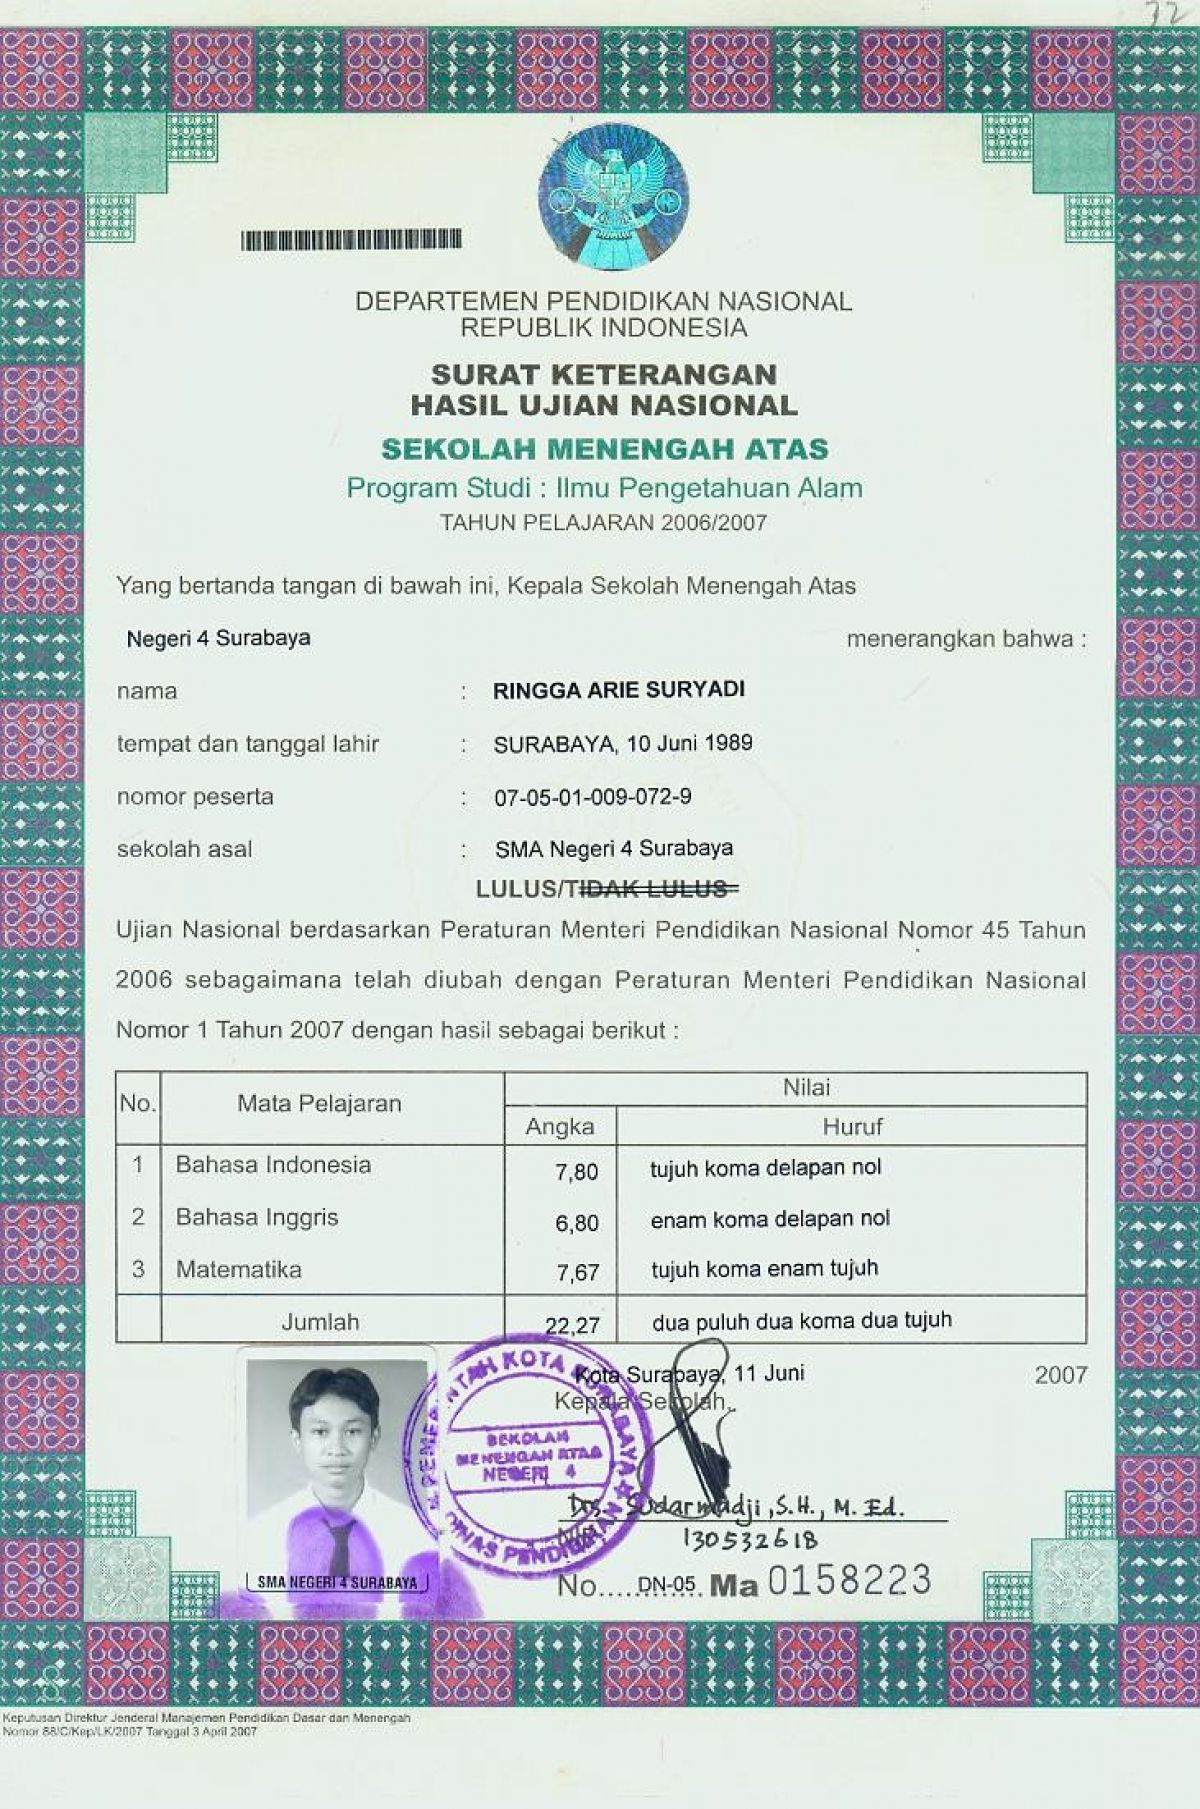 32
DEPARTEMEN PENDIDIKAN NASIONAL
REPUBLIK INDONESIA
SURAT KETERANGAN
HASIL UJIAN NASIONAL
SEKOLAH MENENGAH ATAS
Program Studi : Ilmu Pengetahuan Alam
TAHUN PELAJARAN 2006/2007
Yang bertanda tangan di bawah ini, Kepala Sekolah Menengah Atas
Negeri 4 Surabaya menerangkan bahwa :
nama : RINGGA ARIE SURYADI
tempat dan tanggal lahir : SURABAYA, 10 Juni 1989
nomor peserta : 07-05-01-009-072-9
sekolah asal : SMA Negeri 4 Surabaya
LULUS/TIDAK LULUS
Ujian Nasional berdasarkan Peraturan Menteri Pendidikan Nasional Nomor 45 Tahun
2006 sebagaimana telah diubah dengan Peraturan Menteri Pendidikan Nasional
Nomor 1 Tahun 2007 dengan hasil sebagai berikut :
No. Mata Pelajaran Nilai
Angka Huruf
1 Bahasa Indonesia 7,80 tujuh koma delapan nol
2 Bahasa Inggris 6,80 enam koma delapan nol
3 Matematika 7,67 tujuh koma enam tujuh
Jumlah 22,27 dua puluh dua koma dua tujuh
Kota Surabaya, 11 Juni 2007
Kepala Sekolah,
SEKOLAH
MENENGAH ATAS
NEGERI 4
DINAS PENDIDIKAN
Drs. Sudarmadji, S.H., M. Ed.
130532618
SMA NEGERI 4 SURABAYA
No.....DN-05.. Ma 0158223
Keputusan Direktur Jenderal Manajemen Pendidikan Dasar dan Menengah
Nomor 88/C/Kep/LK/2007 Tanggal 3 April 2007